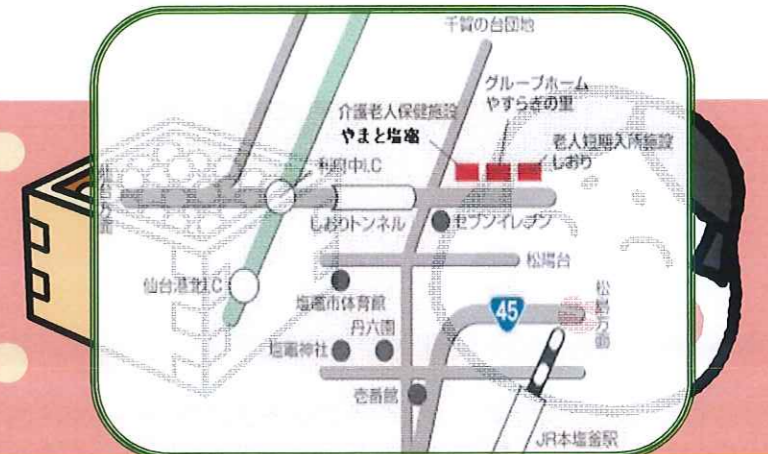 千賀の台団地
グループホーム
やすらぎの里
介護老人保健施設
やまと塩竈
老人短期入所施設
しおり
利府中I.C
仙台方面
しおりトンネル
セブンイレブン
松陽台
仙台港北I.C
塩竈市体育館
松島方面
45
丹六園
塩竈神社
壱番館
JR本塩釜駅